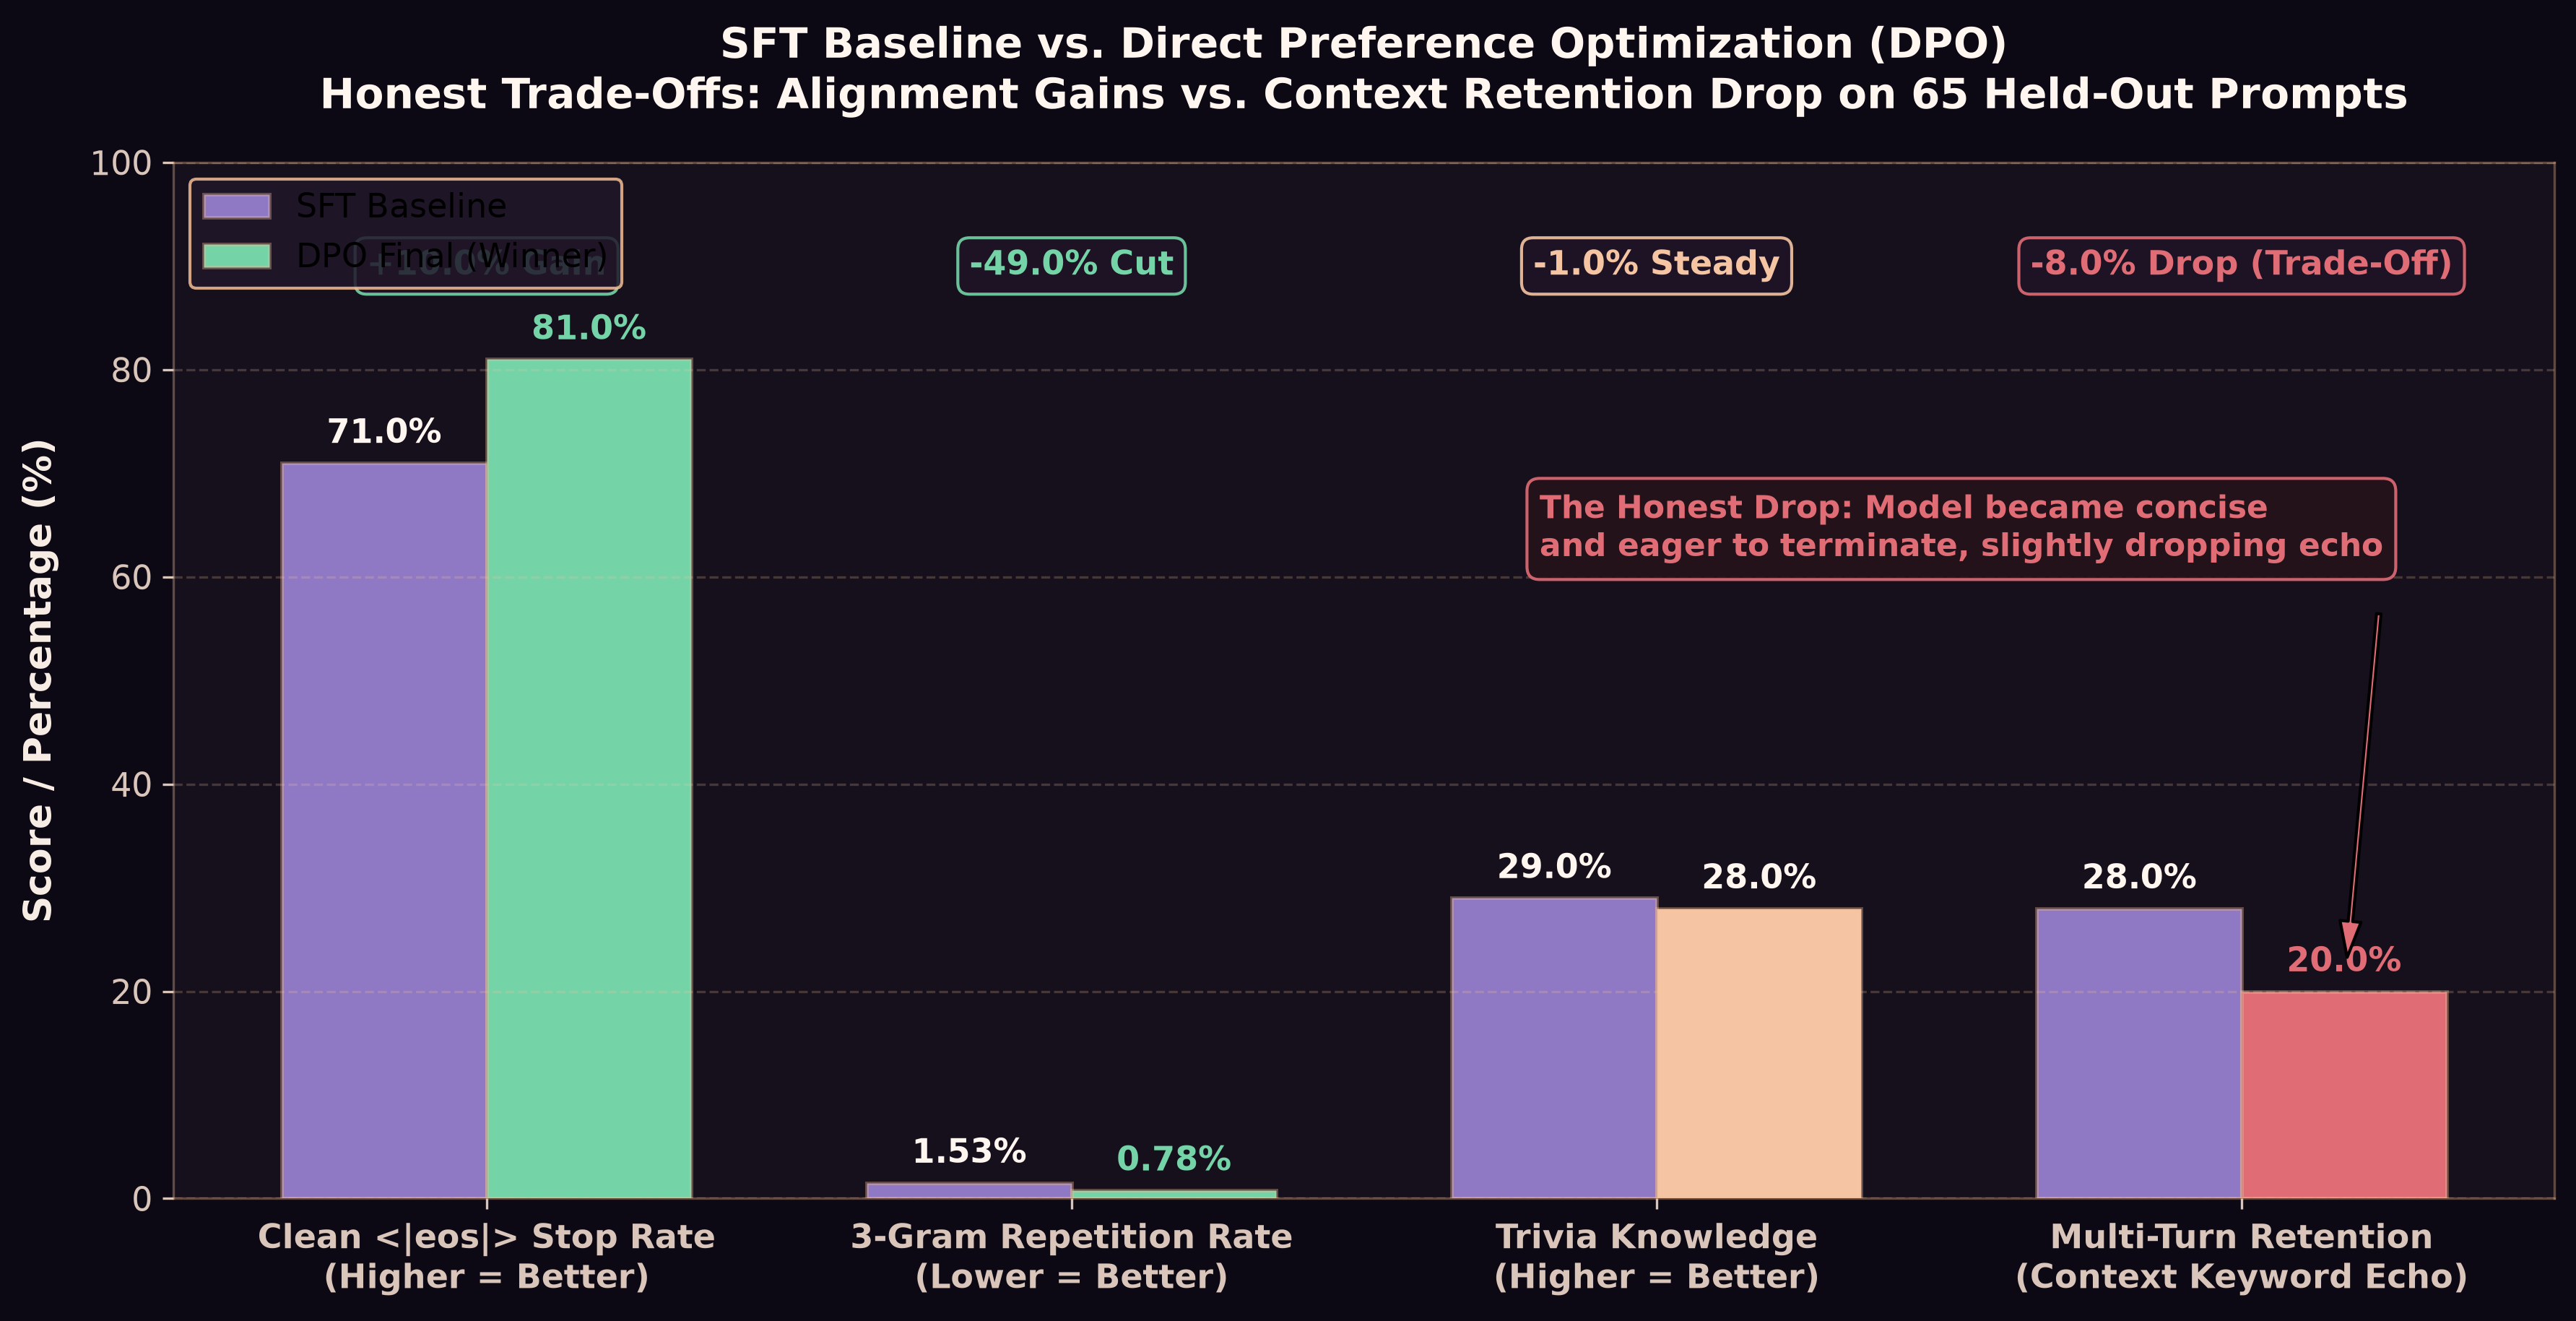 SFT Baseline vs. Direct Preference Optimization (DPO)
Honest Trade-Offs: Alignment Gains vs. Context Retention Drop on 65 Held-Out Prompts
Score / Percentage (%)
100
80
60
40
20
0
SFT Baseline
DPO Final (Winner)
+10.0% Gain
-49.0% Cut
-1.0% Steady
-8.0% Drop (Trade-Off)
71.0%
81.0%
1.53%
0.78%
29.0%
28.0%
28.0%
20.0%
The Honest Drop: Model became concise
and eager to terminate, slightly dropping echo
Clean <|eos|> Stop Rate
(Higher = Better)
3-Gram Repetition Rate
(Lower = Better)
Trivia Knowledge
(Higher = Better)
Multi-Turn Retention
(Context Keyword Echo)